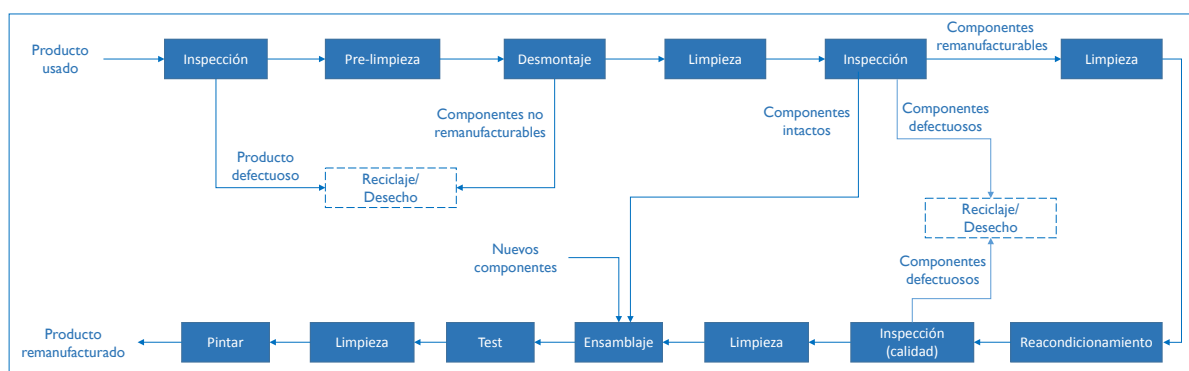 Producto
usado
Inspección
Pre-limpieza
Desmontaje
Limpieza
Inspección
Componentes
remanufacturables
Limpieza
Componentes no
remanufacturables
Componentes
intactos
Componentes
defectuosos
Producto
defectuoso
Reciclaje/
Desecho
Reciclaje/
Desecho
Nuevos
componentes
Componentes
defectuosos
Producto
remanufacturado
Pintar
Limpieza
Test
Ensamblaje
Limpieza
Inspección
(calidad)
Reacondicionamiento